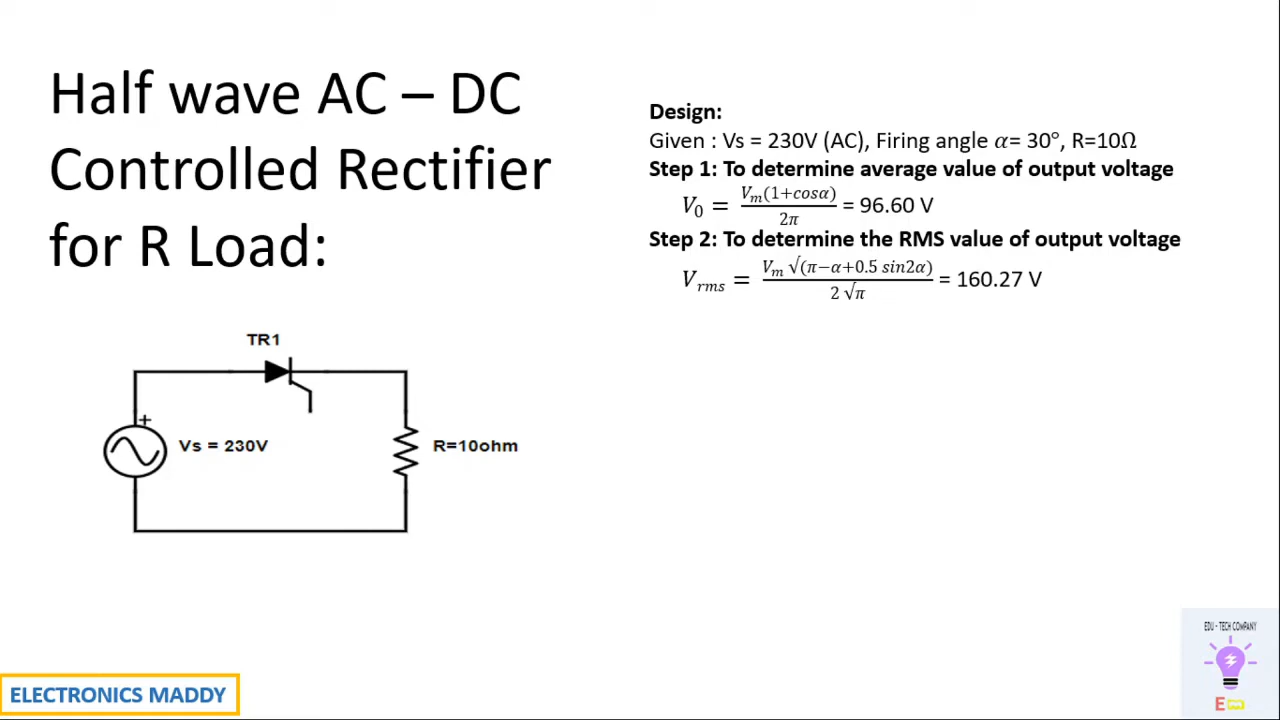 Half wave AC – DC
Controlled Rectifier
for R Load:
Design:
Given : Vs = 230V (AC), Firing angle 𝛼= 30°, R=10Ω
Step 1: To determine average value of output voltage
𝑉₀ = 𝑉ₘ(1+𝑐𝑜𝑠𝛼) / 2𝜋 = 96.60 V
Step 2: To determine the RMS value of output voltage
𝑉ᵣₘₛ = 𝑉ₘ √(𝜋−𝛼+0.5 𝑠𝑖𝑛2𝛼) / 2 √𝜋 = 160.27 V
TR1
+
Vs = 230V
R=10ohm
EDU - TECH COMPANY
E
ELECTRONICS MADDY